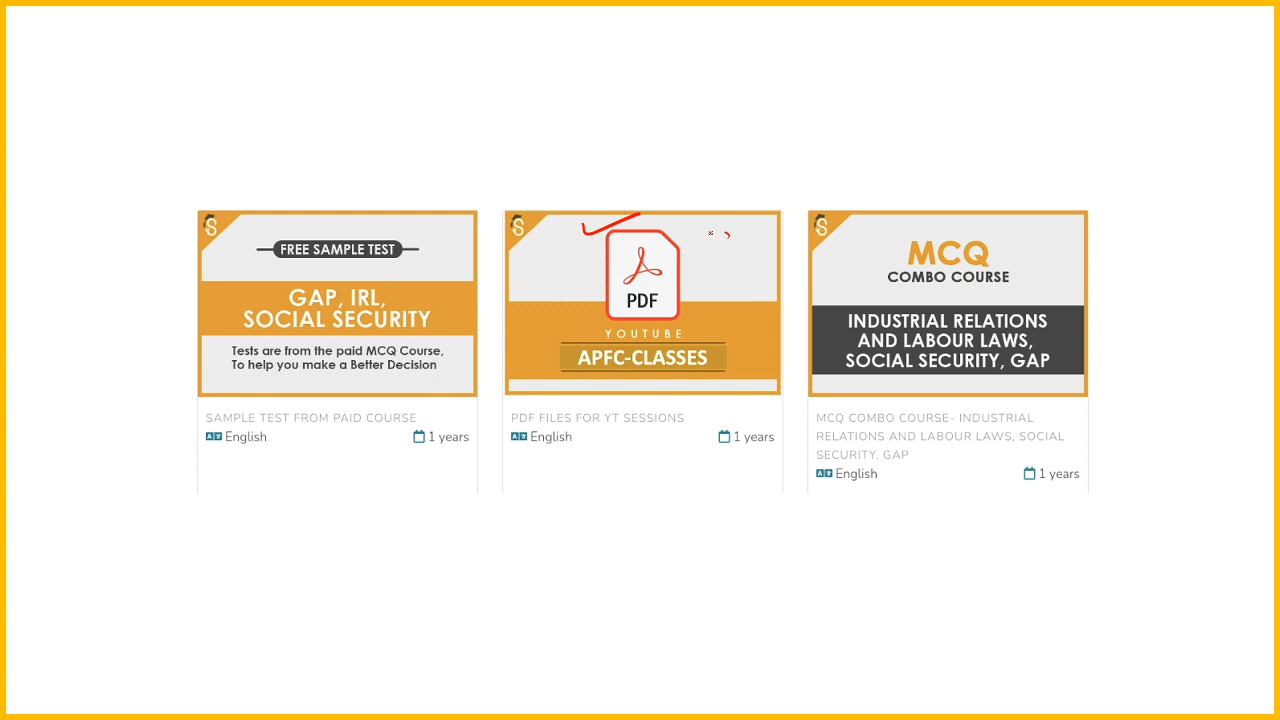 FREE SAMPLE TEST
GAP, IRL,
SOCIAL SECURITY
Tests are from the paid MCQ Course,
To help you make a Better Decision
SAMPLE TEST FROM PAID COURSE
English 1 years
PDF
YOUTUBE
APFC-CLASSES
PDF FILES FOR YT SESSIONS
English 1 years
MCQ
COMBO COURSE
INDUSTRIAL RELATIONS
AND LABOUR LAWS,
SOCIAL SECURITY, GAP
MCQ COMBO COURSE- INDUSTRIAL
RELATIONS AND LABOUR LAWS, SOCIAL
SECURITY, GAP
English 1 years